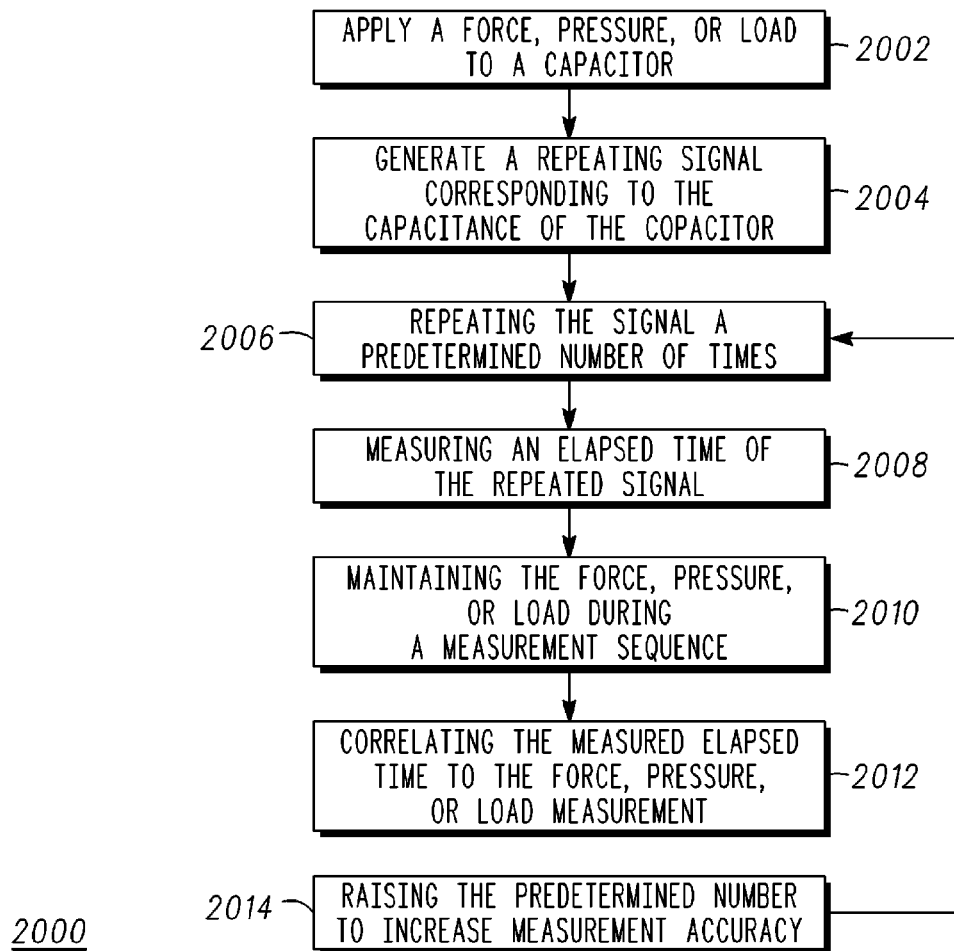 APPLY A FORCE, PRESSURE, OR LOAD
TO A CAPACITOR
2002
GENERATE A REPEATING SIGNAL
CORRESPONDING TO THE
CAPACITANCE OF THE COPACITOR
2004
2006
REPEATING THE SIGNAL A
PREDETERMINED NUMBER OF TIMES
MEASURING AN ELAPSED TIME OF
THE REPEATED SIGNAL
2008
MAINTAINING THE FORCE, PRESSURE,
OR LOAD DURING
A MEASUREMENT SEQUENCE
2010
CORRELATING THE MEASURED ELAPSED
TIME TO THE FORCE, PRESSURE,
OR LOAD MEASUREMENT
2012
2014
RAISING THE PREDETERMINED NUMBER
TO INCREASE MEASUREMENT ACCURACY
2000